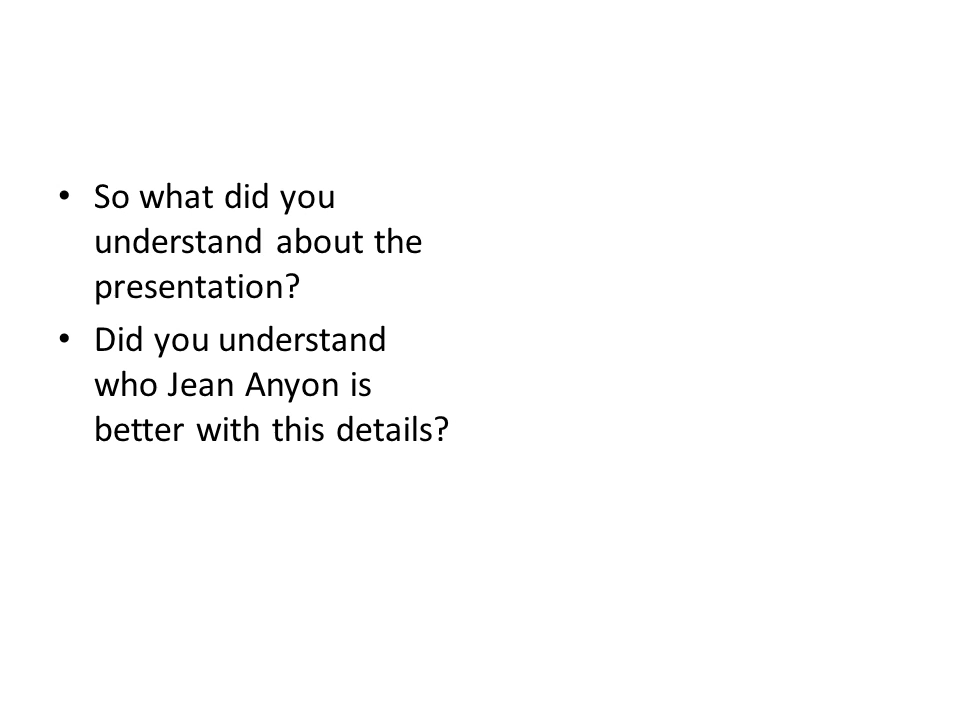 • So what did you
understand about the
presentation?
• Did you understand
who Jean Anyon is
better with this details?